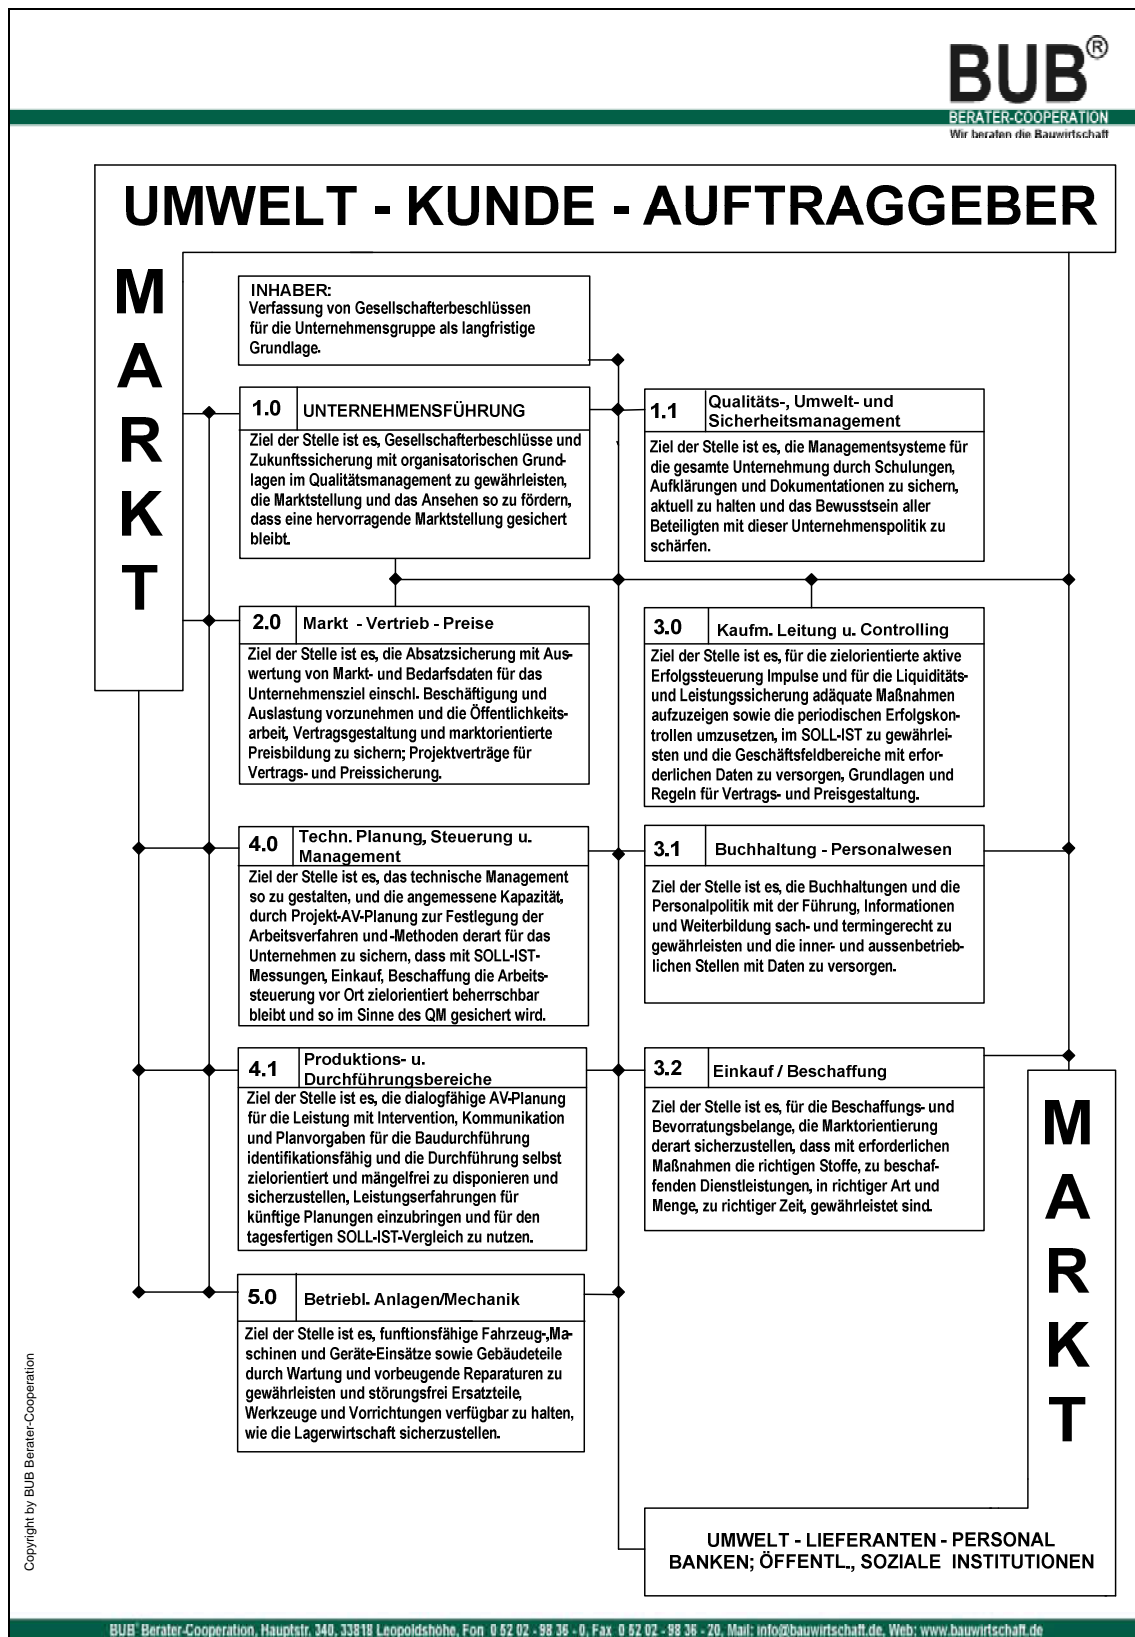 BUB®
BERATER-COOPERATION
Wir beraten die Bauwirtschaft
UMWELT - KUNDE - AUFTRAGGEBER
M
A
R
K
T
INHABER:
Verfassung von Gesellschafterbeschlüssen
für die Unternehmensgruppe als langfristige
Grundlage.
1.0 UNTERNEHMENSFÜHRUNG
Ziel der Stelle ist es, Gesellschafterbeschlüsse und
Zukunftssicherung mit organisatorischen Grund-
lagen im Qualitätsmanagement zu gewährleisten,
die Marktstellung und das Ansehen so zu fördern,
dass eine hervorragende Marktstellung gesichert
bleibt.
1.1 Qualitäts-, Umwelt- und
Sicherheitsmanagement
Ziel der Stelle ist es, die Managementsysteme für
die gesamte Unternehmung durch Schulungen,
Aufklärungen und Dokumentationen zu sichern,
aktuell zu halten und das Bewusstsein aller
Beteiligten mit dieser Unternehmenspolitik zu
schärfen.
2.0 Markt - Vertrieb - Preise
Ziel der Stelle ist es, die Absatzsicherung mit Aus-
wertung von Markt- und Bedarfsdaten für das
Unternehmensziel einschl. Beschäftigung und
Auslastung vorzunehmen und die Öffentlichkeits-
arbeit, Vertragsgestaltung und marktorientierte
Preisbildung zu sichern; Projektverträge für
Vertrags- und Preissicherung.
3.0 Kaufm. Leitung u. Controlling
Ziel der Stelle ist es, für die zielorientierte aktive
Erfolgssteuerung Impulse und für die Liquiditäts-
und Leistungssicherung adäquate Maßnahmen
aufzuzeigen sowie die periodischen Erfolgskon-
trollen umzusetzen, im SOLL-IST zu gewährlei-
sten und die Geschäftsfeldbereiche mit erfor-
derlichen Daten zu versorgen, Grundlagen und
Regeln für Vertrags- und Preisgestaltung.
4.0 Techn. Planung, Steuerung u.
Management
Ziel der Stelle ist es, das technische Management
so zu gestalten, und die angemessene Kapazität,
durch Projekt-AV-Planung zur Festlegung der
Arbeitsverfahren und -Methoden derart für das
Unternehmen zu sichern, dass mit SOLL-IST-
Messungen, Einkauf, Beschaffung die Arbeits-
steuerung vor Ort zielorientiert beherrschbar
bleibt und so im Sinne des QM gesichert wird.
3.1 Buchhaltung - Personalwesen
Ziel der Stelle ist es, die Buchhaltungen und die
Personalpolitik mit der Führung, Informationen
und Weiterbildung sach- und termingerecht zu
gewährleisten und die inner- und aussenbetrieb-
lichen Stellen mit Daten zu versorgen.
4.1 Produktions- u.
Durchführungsbereiche
Ziel der Stelle ist es, die dialogfähige AV-Planung
für die Leistung mit Intervention, Kommunikation
und Planvorgaben für die Baudurchführung
identifikationsfähig und die Durchführung selbst
zielorientiert und mängelfrei zu disponieren und
sicherzustellen, Leistungserfahrungen für
künftige Planungen einzubringen und für den
tagesfertigen SOLL-IST-Vergleich zu nutzen.
3.2 Einkauf / Beschaffung
Ziel der Stelle ist es, für die Beschaffungs- und
Bevorratungsbelange, die Marktorientierung
derart sicherzustellen, dass mit erforderlichen
Maßnahmen die richtigen Stoffe, zu beschaf-
fenden Dienstleistungen, in richtiger Art und
Menge, zu richtiger Zeit, gewährleistet sind.
5.0 Betriebl. Anlagen/Mechanik
Ziel der Stelle ist es, funftionsfähige Fahrzeug-,Ma-
schinen und Geräte-Einsätze sowie Gebäudeteile
durch Wartung und vorbeugende Reparaturen zu
gewährleisten und störungsfrei Ersatzteile,
Werkzeuge und Vorrichtungen verfügbar zu halten,
wie die Lagerwirtschaft sicherzustellen.
M
A
R
K
T
UMWELT - LIEFERANTEN - PERSONAL
BANKEN; ÖFFENTL., SOZIALE INSTITUTIONEN
Copyright by BUB Berater-Cooperation
BUB® Berater-Cooperation, Hauptstr. 340, 33818 Leopoldshöhe, Fon 0 52 02 - 98 36 - 0, Fax 0 52 02 - 98 36 - 20, Mail: info@bauwirtschaft.de, Web: www.bauwirtschaft.de